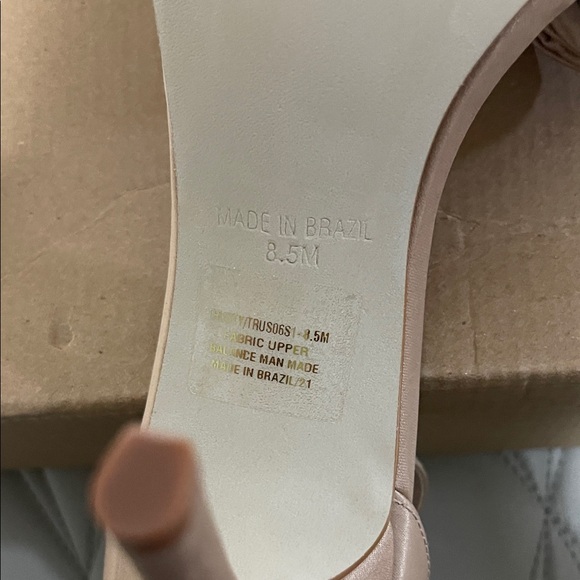 MADE IN BRAZIL
8.5M
/TRUS06S1-8.5M
FABRIC UPPER
BALANCE MAN MADE
MADE IN BRAZIL/21